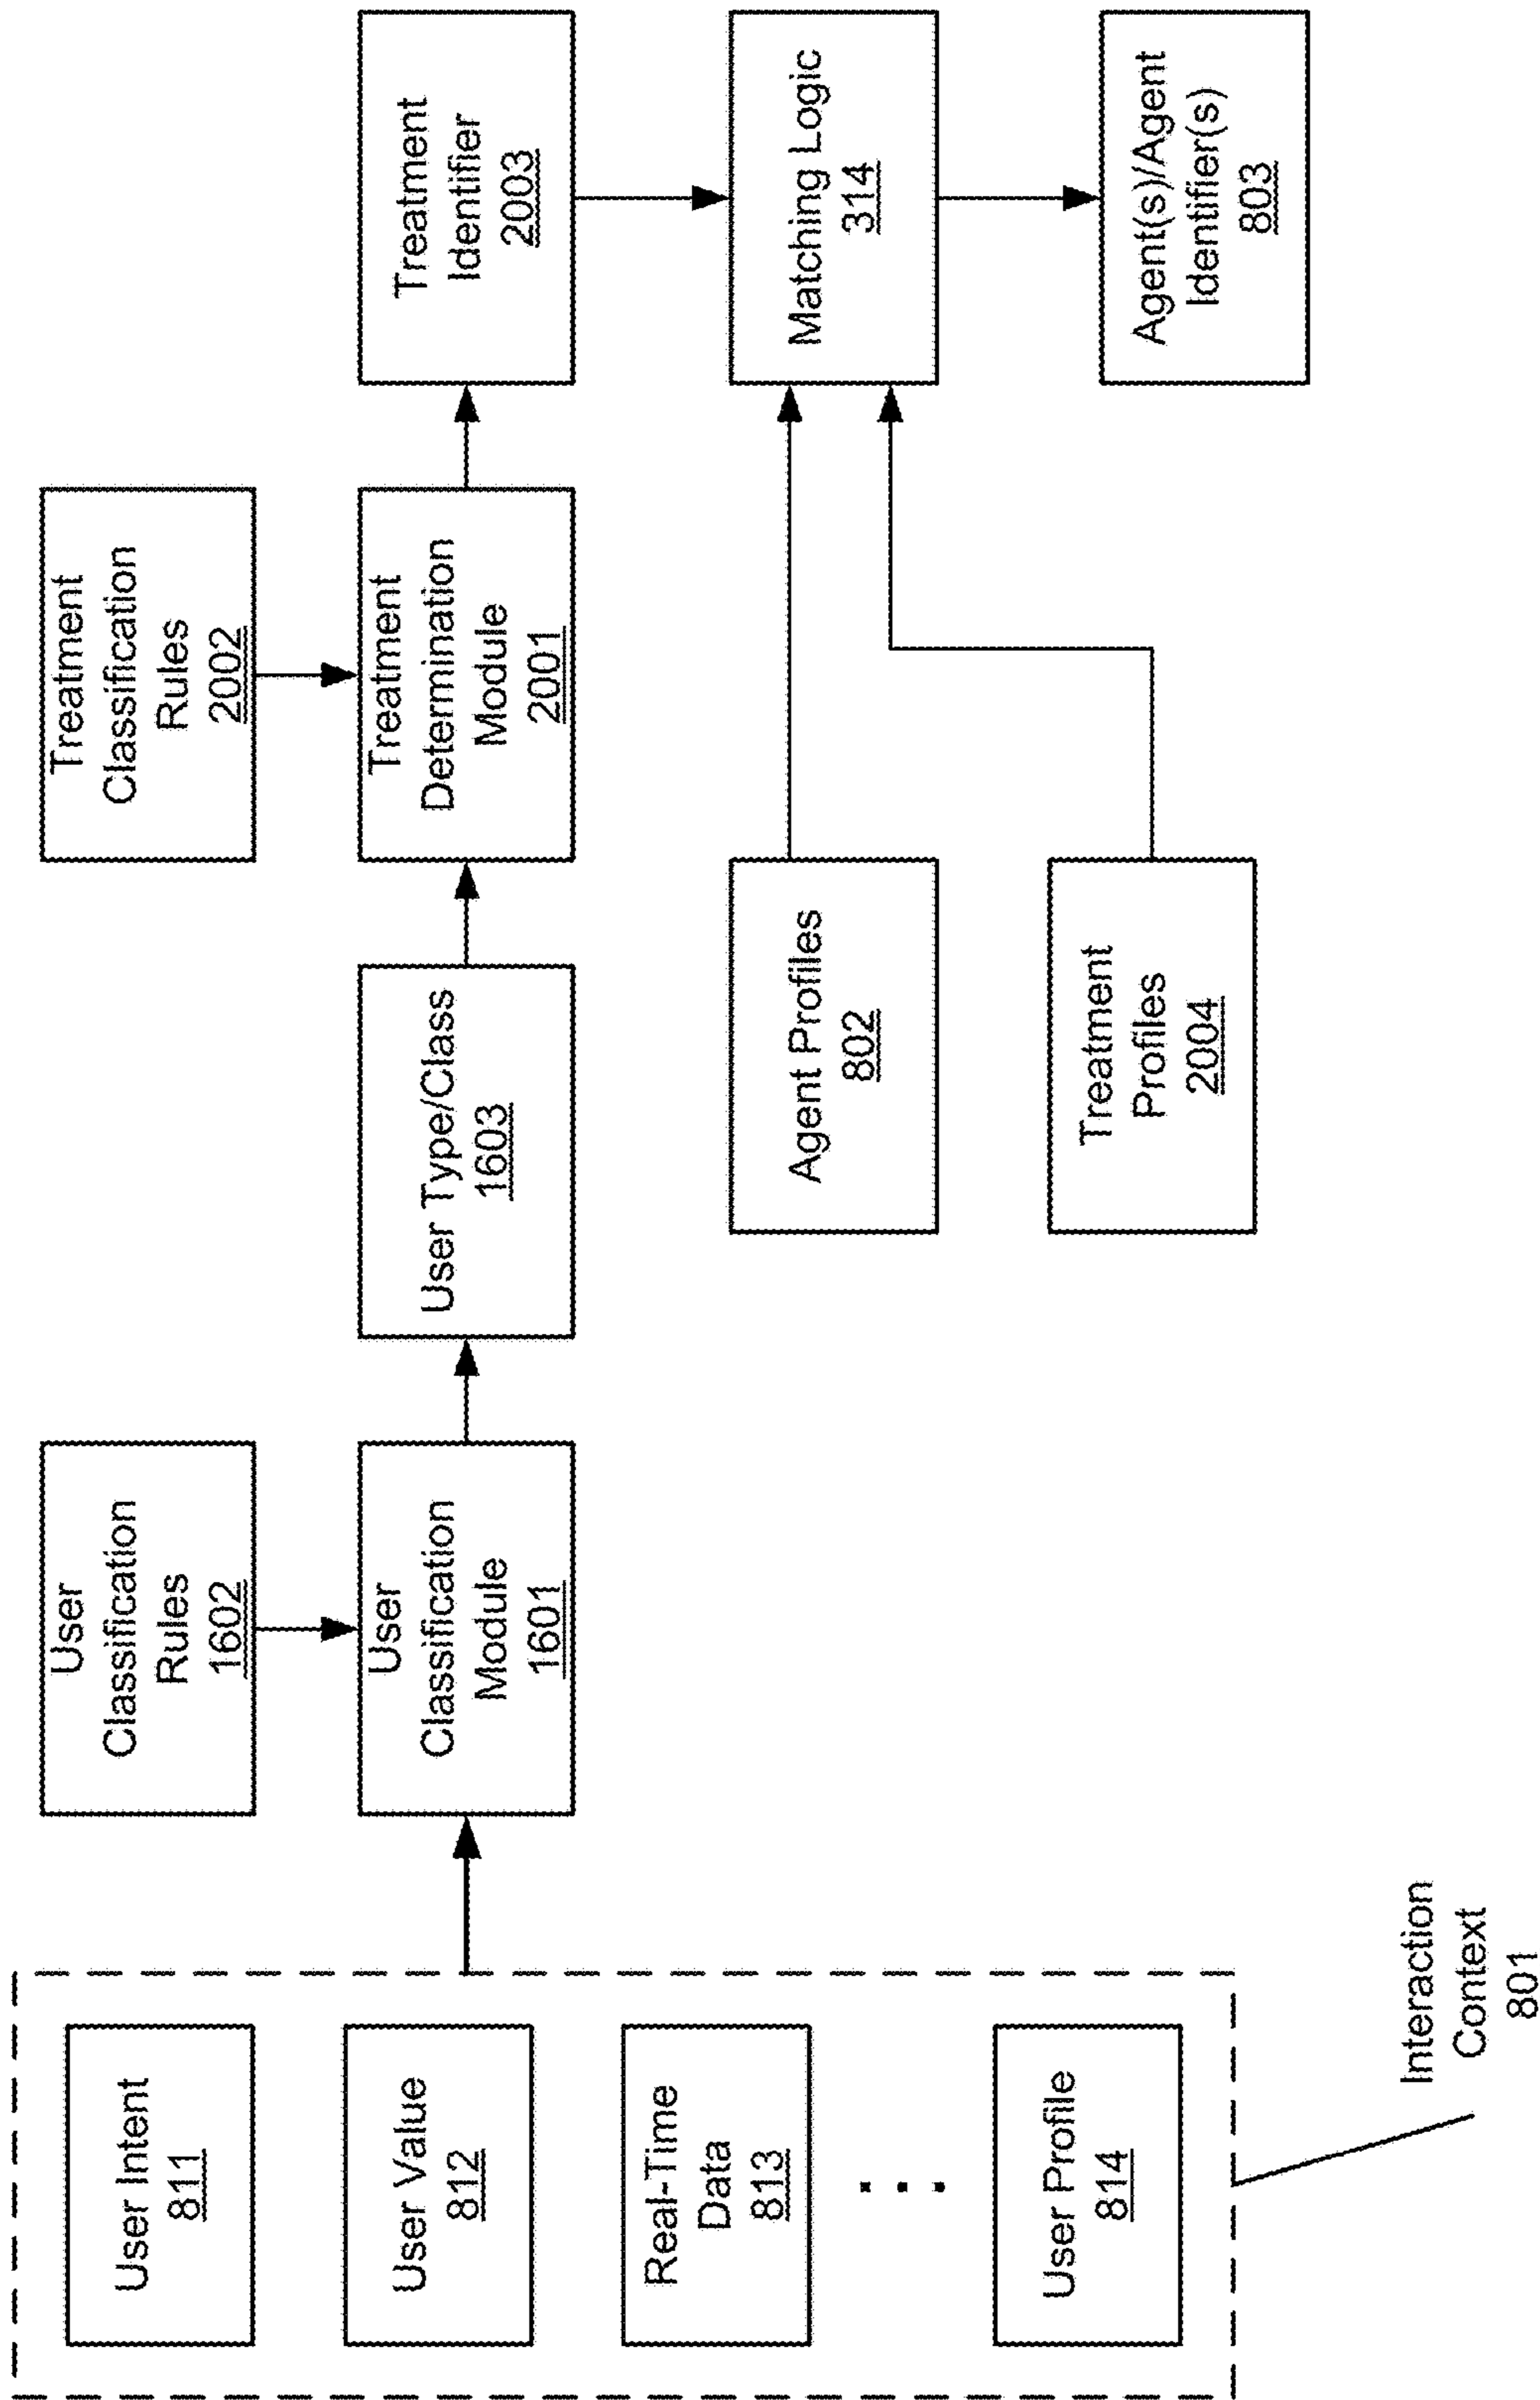 User Intent
811
User Value
812
Real-Time
Data
813
User Profile
814
Interaction
Context
801
User
Classification
Rules
1602
User
Classification
Module
1601
User Type/Class
1603
Treatment
Classification
Rules
2002
Treatment
Determination
Module
2001
Treatment
Identifier
2003
Agent Profiles
802
Treatment
Profiles
2004
Matching Logic
314
Agent(s)/Agent
Identifier(s)
803